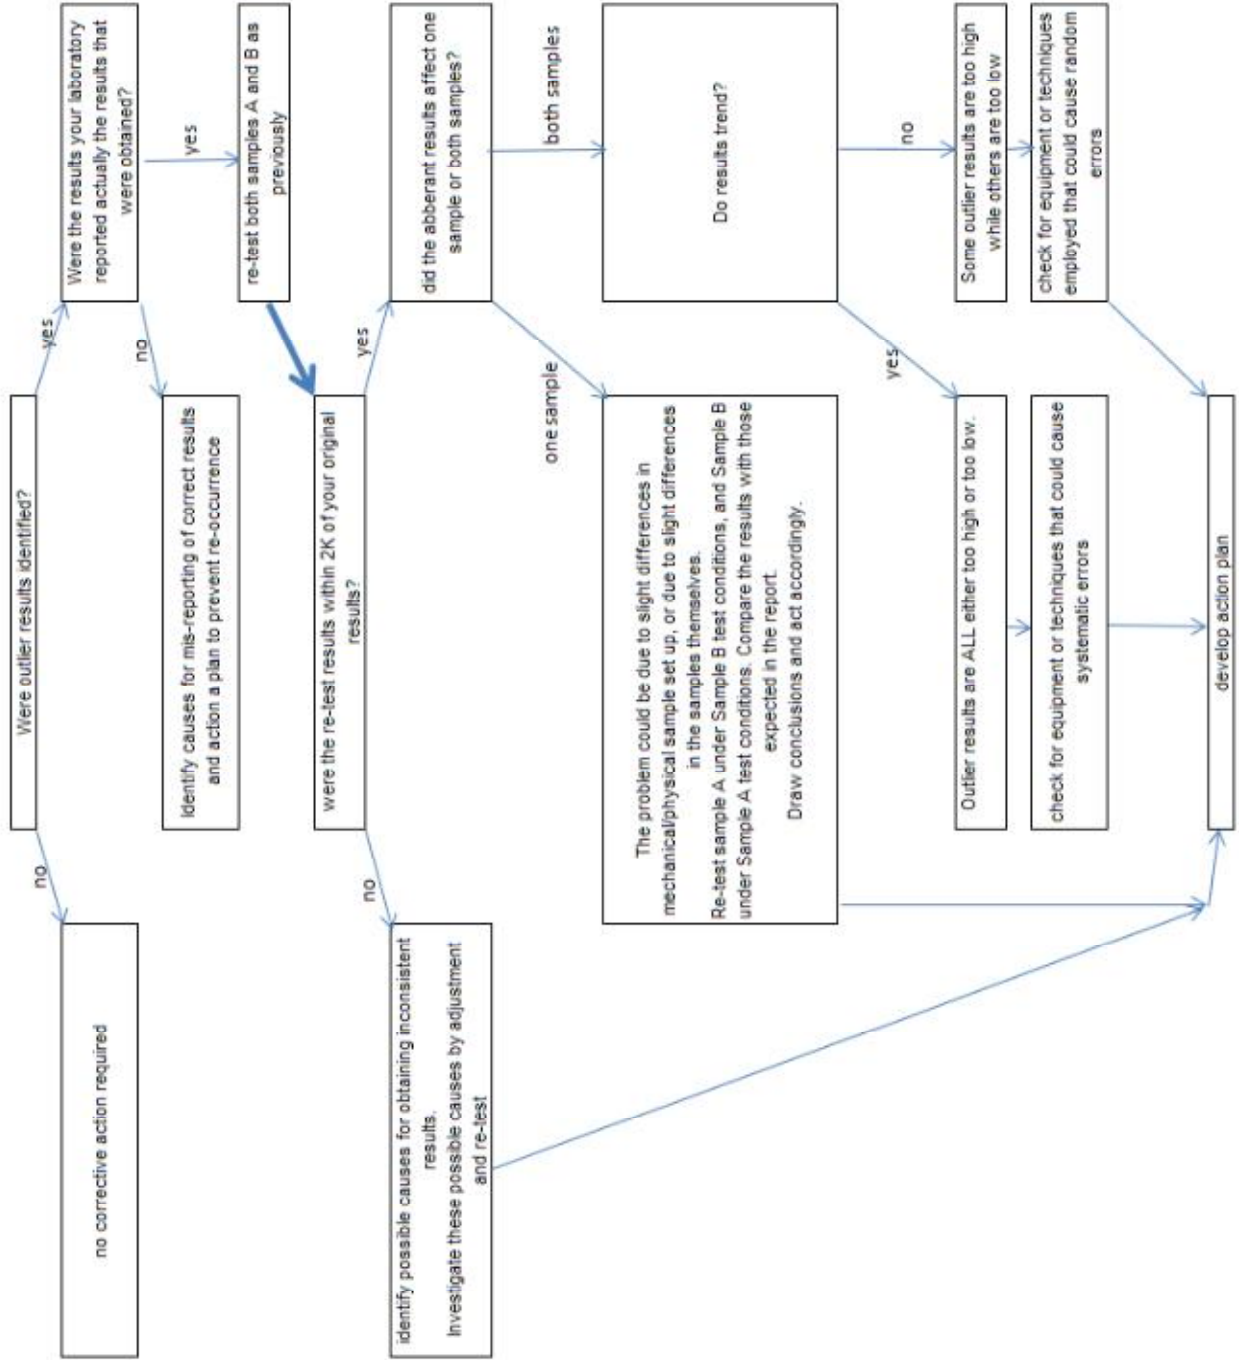 Were outlier results identified?
no
yes
no corrective action required
Were the results your laboratory
reported actually the results that
were obtained?
no
yes
Identify causes for mis-reporting of correct results
and action a plan to prevent re-occurrence
re-test both samples A and B as
previously
were the re-test results within 2K of your original
results?
no
yes
identify possible causes for obtaining inconsistent
results.
Investigate these possible causes by adjustment
and re-test
did the abberant results affect one
sample or both samples?
one sample
both samples
The problem could be due to slight differences in
mechanical/physical sample set up, or due to slight differences
in the samples themselves.
Re-test sample A under Sample B test conditions, and Sample B
under Sample A test conditions. Compare the results with those
expected in the report.
Draw conclusions and act accordingly.
Do results trend?
yes
no
Outlier results are ALL either too high or too low.
Some outlier results are too high
while others are too low
check for equipment or techniques that could cause
systematic errors
check for equipment or techniques
employed that could cause random
errors
develop action plan